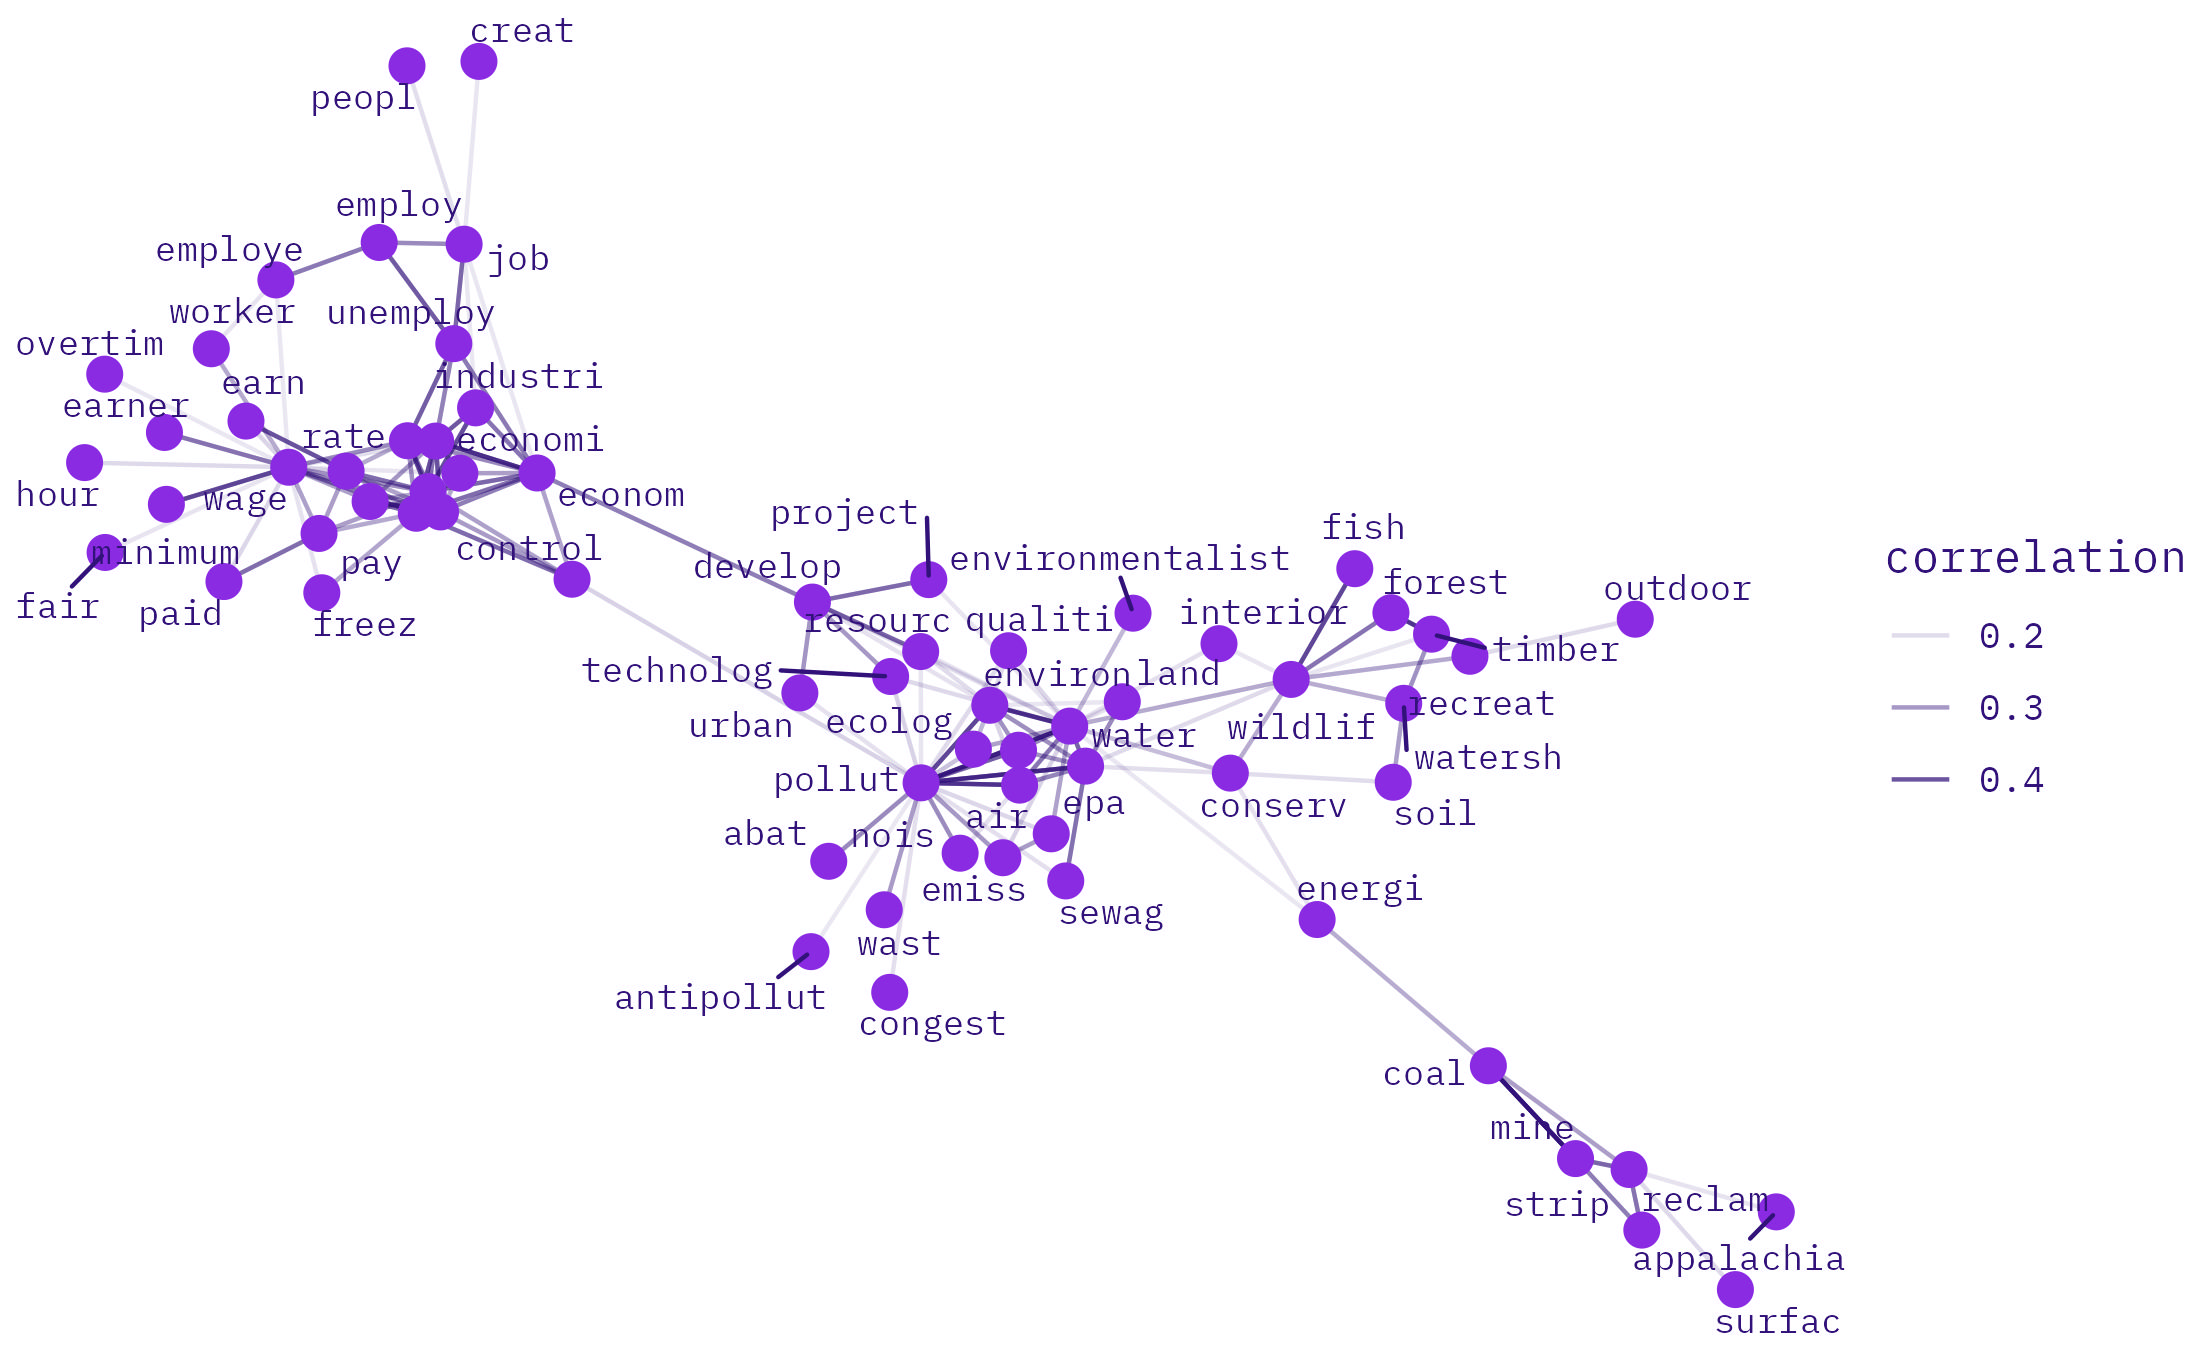 creat
peopl
employ
employe
job
worker
unemploy
overtim
industri
earn
earner
rate
economi
hour
wage
econom
project
fish
minimum
pay
control
develop
environmentalist
forest
outdoor
correlation
fair
paid
freez
resourc
qualiti
interior
0.2
technolog
environ
land
timber
urban
ecolog
water
wildlif
recreat
0.3
pollut
epa
conserv
watersh
0.4
abat
nois
air
soil
emiss
sewag
energi
wast
antipollut
congest
coal
mine
strip
reclam
appalachia
surfac